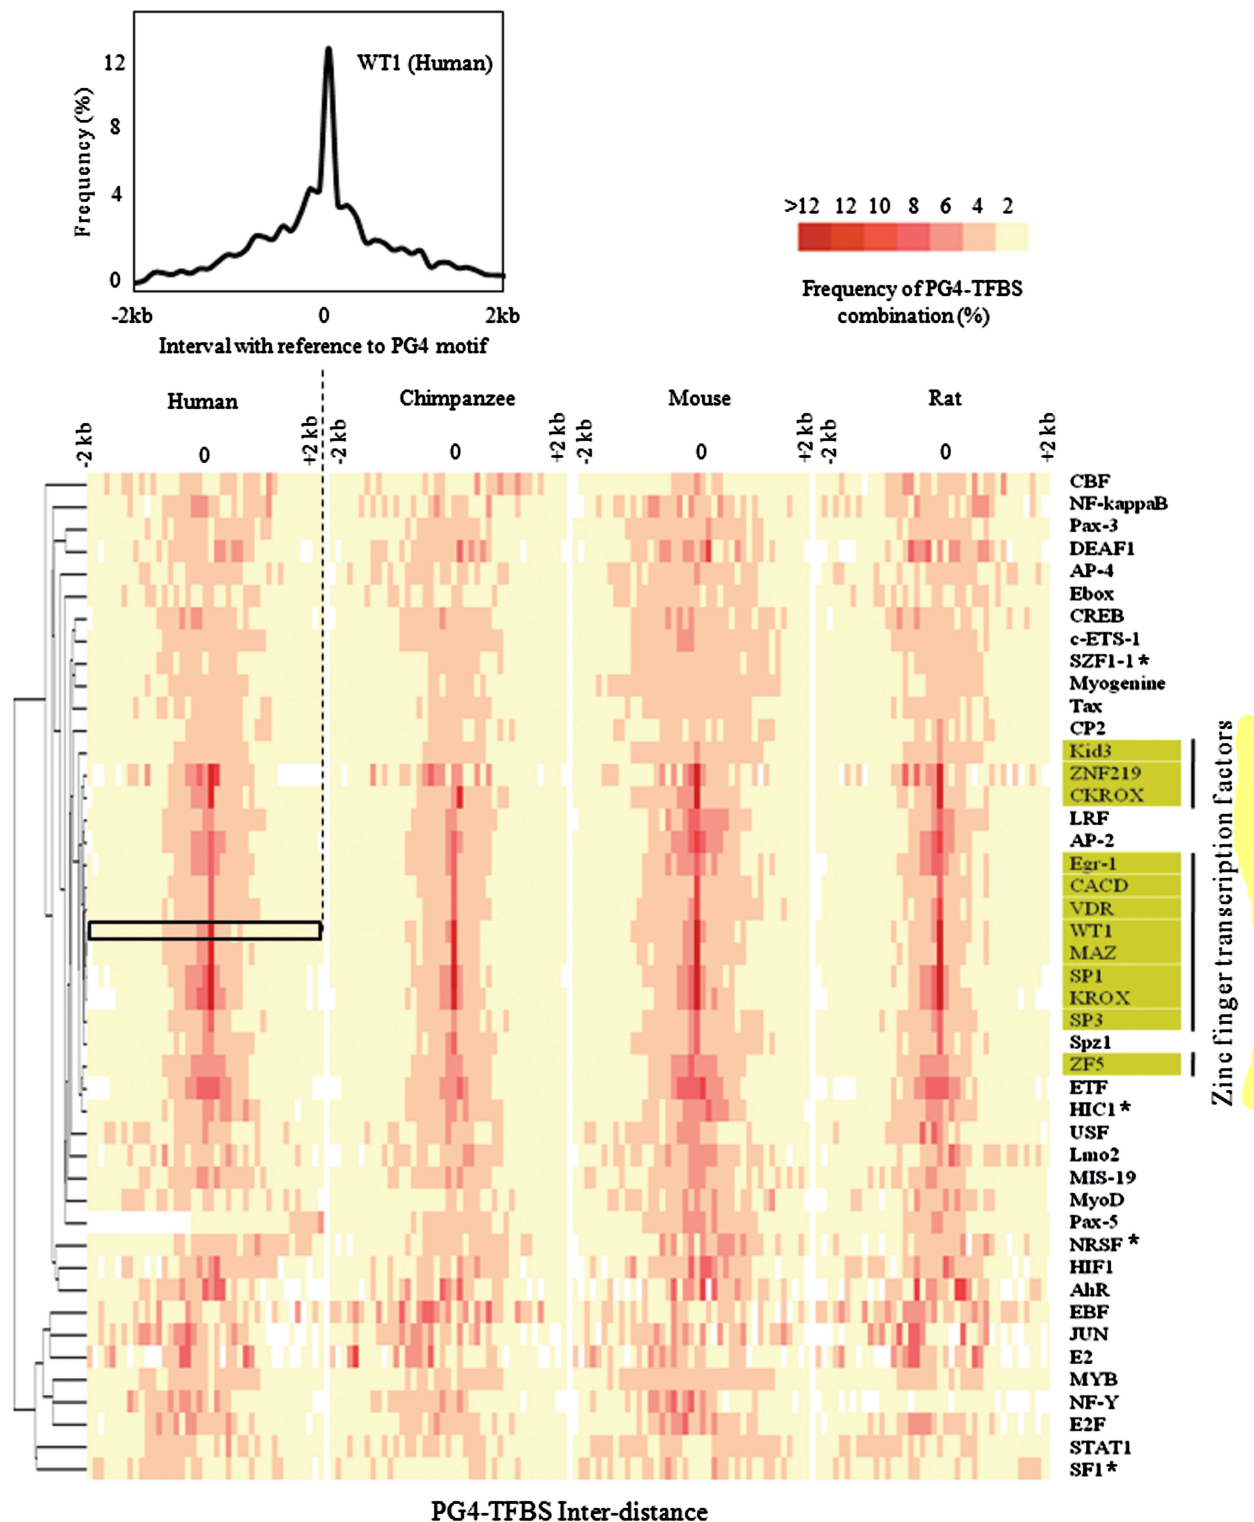 12
8
4
0
Frequency (%)
WT1 (Human)
-2kb 0 2kb
Interval with reference to PG4 motif
>12 12 10 8 6 4 2
Frequency of PG4-TFBS
combination (%)
Human Chimpanzee Mouse Rat
-2 kb 0 +2 kb -2 kb 0 +2 kb -2 kb 0 +2 kb -2 kb 0 +2 kb
CBF
NF-kappaB
Pax-3
DEAF1
AP-4
Ebox
CREB
c-ETS-1
SZF1-1 *
Myogenine
Tax
CP2
Kid3
ZNF219
CKROX
LRF
AP-2
Egr-1
CACD
VDR
WT1
MAZ
SP1
KROX
SP3
Spz1
ZF5
ETF
HIC1 *
USF
Lmo2
MIS-19
MyoD
Pax-5
NRSF *
HIF1
AhR
EBF
JUN
E2
MYB
NF-Y
E2F
STAT1
SF1 *
Zinc finger transcription factors
PG4-TFBS Inter-distance